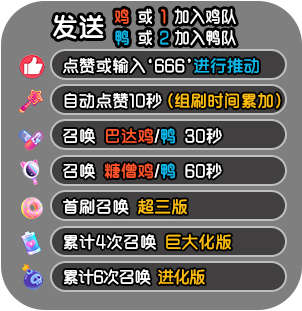 发送 鸡 或 1 加入鸡队
鸭 或 2 加入鸭队
点赞或输入‘666’进行推动
自动点赞10秒（组刷时间累加）
召唤 巴达鸡/鸭 30秒
召唤 糖僧鸡/鸭 60秒
首刷召唤 超三版
累计4次召唤 巨大化版
累计6次召唤 进化版